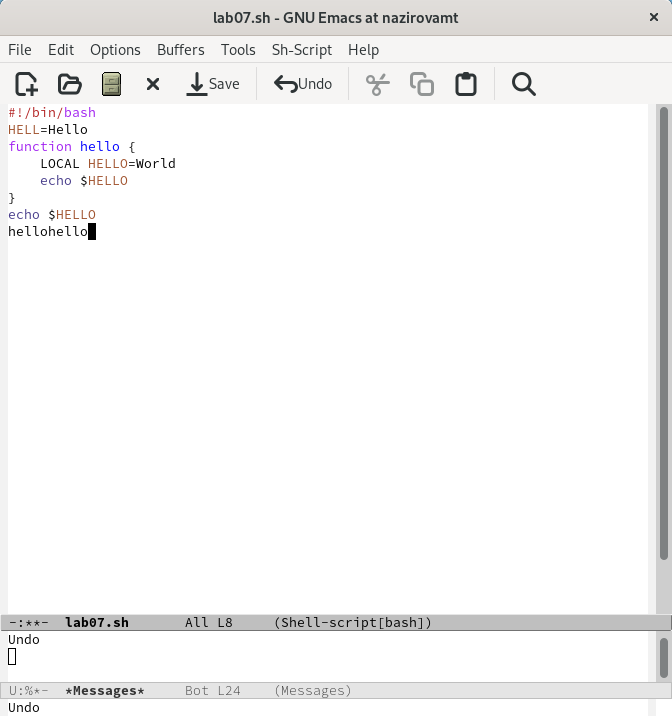 lab07.sh - GNU Emacs at nazirovamt
File Edit Options Buffers Tools Sh-Script Help
Save Undo
#!/bin/bash
HELL=Hello
function hello {
    LOCAL HELLO=World
    echo $HELLO
}
echo $HELLO
hellohello
-:**- lab07.sh All L8 (Shell-script[bash])
Undo
U:%*- *Messages* Bot L24 (Messages)
Undo